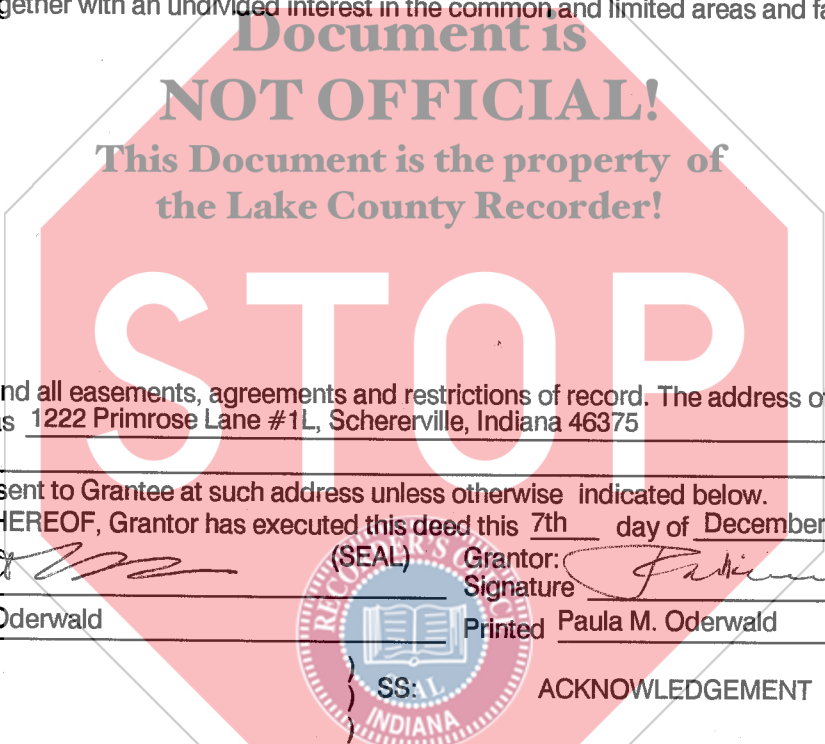 gether with an undivided interest in the common and limited areas and fa
Document is
NOT OFFICIAL!
This Document is the property of
the Lake County Recorder!
STOP
nd all easements, agreements and restrictions of record. The address of
s 1222 Primrose Lane #1L, Schererville, Indiana 46375
sent to Grantee at such address unless otherwise indicated below.
HEREOF, Grantor has executed this deed this 7th day of December
(SEAL) Grantor:
Signature
Oderwald Printed Paula M. Oderwald
RECORDER'S OFFICE
) SS: ACKNOWLEDGEMENT
)
)
INDIANA